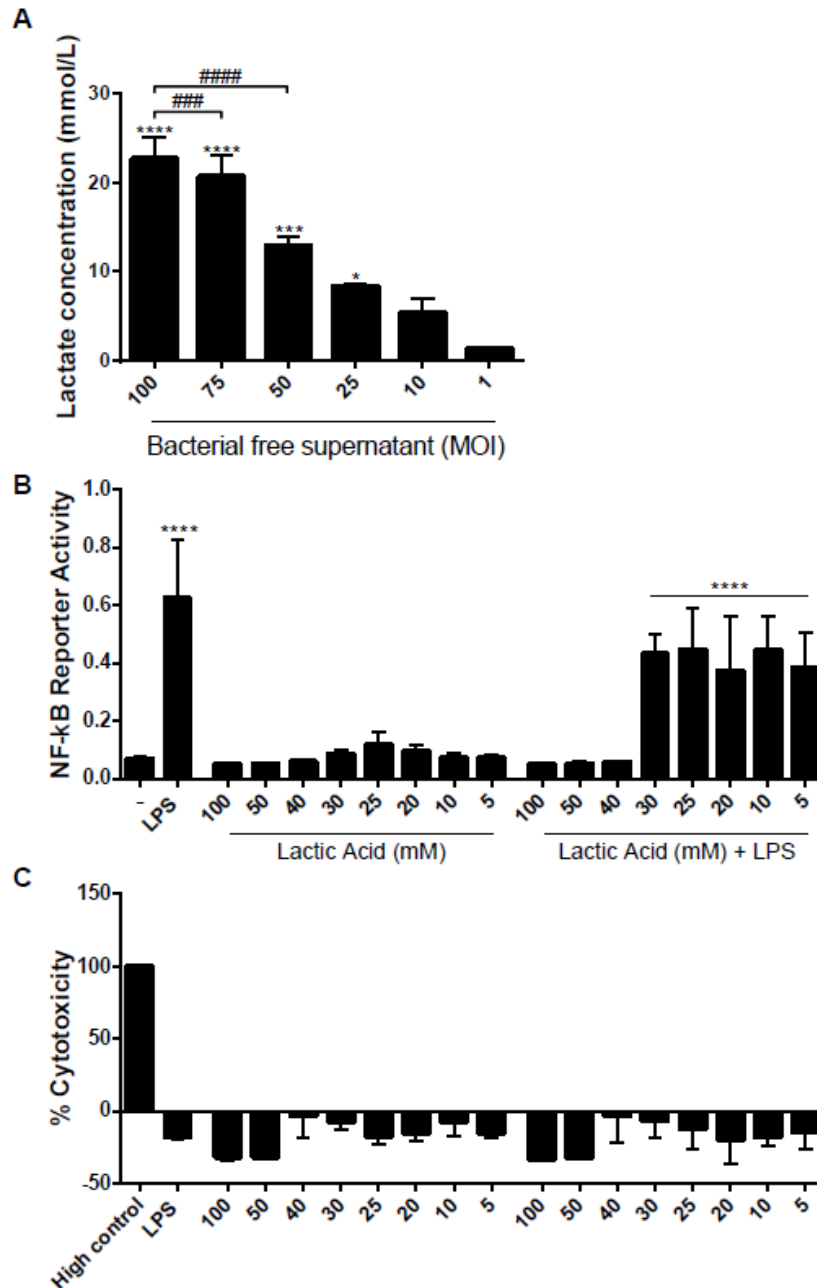 A
####
###
****
****
***
*
30
20
10
0
Lactate concentration (mmol/L)
100 75 50 25 10 1
Bacterial free supernatant (MOI)
B
1.0
0.8
0.6
0.4
0.2
0.0
NF-kB Reporter Activity
****
****
- LPS 100 50 40 30 25 20 10 5 100 50 40 30 25 20 10 5
Lactic Acid (mM) Lactic Acid (mM) + LPS
C
150
100
50
0
-50
% Cytotoxicity
High control LPS 100 50 40 30 25 20 10 5 100 50 40 30 25 20 10 5